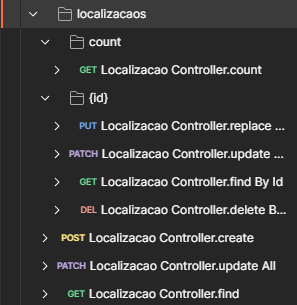 localizacaos
count
GET Localizacao Controller.count
{id}
PUT Localizacao Controller.replace ...
PATCH Localizacao Controller.update ...
GET Localizacao Controller.find By Id
DEL Localizacao Controller.delete B...
POST Localizacao Controller.create
PATCH Localizacao Controller.update All
GET Localizacao Controller.find